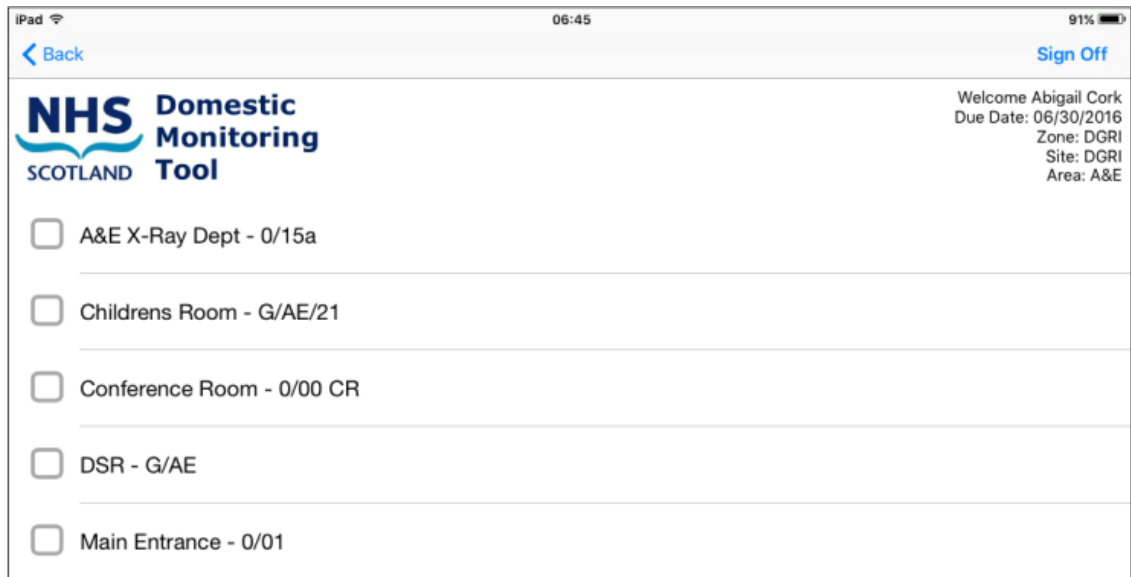 iPad 06:45 91%
Back Sign Off
NHS
SCOTLAND
Domestic
Monitoring
Tool
Welcome Abigail Cork
Due Date: 06/30/2016
Zone: DGRI
Site: DGRI
Area: A&E
A&E X-Ray Dept - 0/15a
Childrens Room - G/AE/21
Conference Room - 0/00 CR
DSR - G/AE
Main Entrance - 0/01